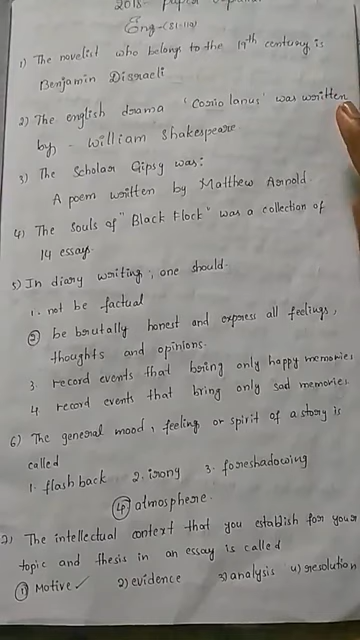 2018- Paper
Eng-(81-110)
1) The novelist who belongs to the 19th century is
Benjamin Disraeli
2) The english drama 'Coriolanus' was written
by - William Shakespeare
3) The Scholar Gipsy was:
A poem written by Matthew Arnold.
4) The Souls of "Black Flock" was a collection of
14 essays.
5) In diary writing, one should-
1. not be factual
② be brutally honest and express all feelings,
thoughts and opinions.
3 record events that bring only happy memories
4 record events that bring only sad memories
6) The general mood, feeling or spirit of a story is
called
1. flash back 2. irony 3. foreshadowing
④ atmosphere.
7) The intellectual context that you establish for your
topic and thesis in an essay is called
① Motive ✓ 2) evidence 3) analysis 4) resolution